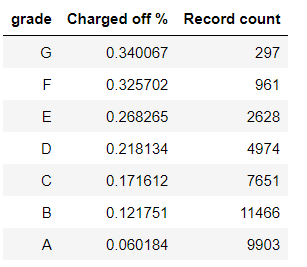 grade Charged off % Record count
G 0.340067 297
F 0.325702 961
E 0.268265 2628
D 0.218134 4974
C 0.171612 7651
B 0.121751 11466
A 0.060184 9903